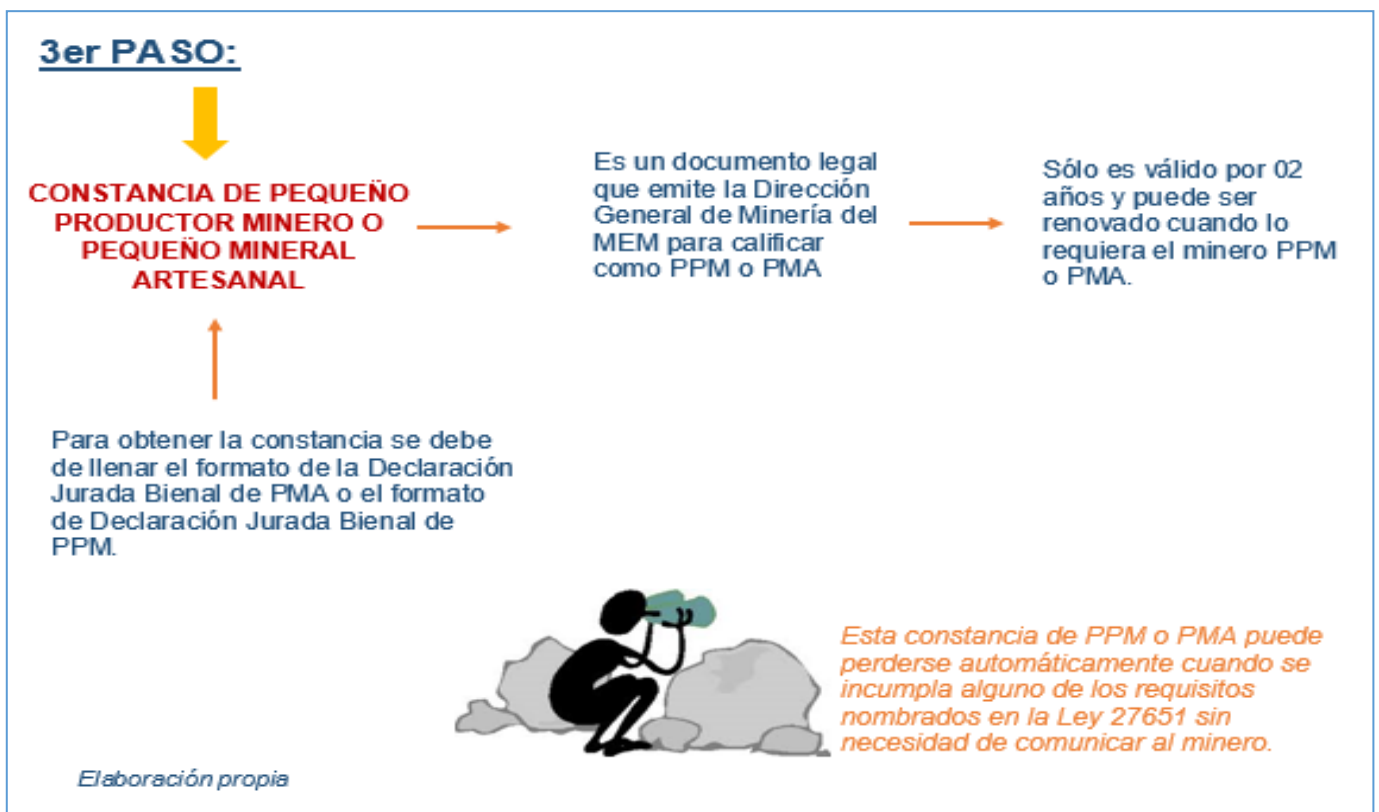 3er PASO:
CONSTANCIA DE PEQUEÑO
PRODUCTOR MINERO O
PEQUEÑO MINERAL
ARTESANAL
Es un documento legal
que emite la Dirección
General de Minería del
MEM para calificar
como PPM o PMA
Sólo es válido por 02
años y puede ser
renovado cuando lo
requiera el minero PPM
o PMA.
Para obtener la constancia se debe
de llenar el formato de la Declaración
Jurada Bienal de PMA o el formato
de Declaración Jurada Bienal de
PPM.
Esta constancia de PPM o PMA puede
perderse automáticamente cuando se
incumpla alguno de los requisitos
nombrados en la Ley 27651 sin
necesidad de comunicar al minero.
Elaboración propia